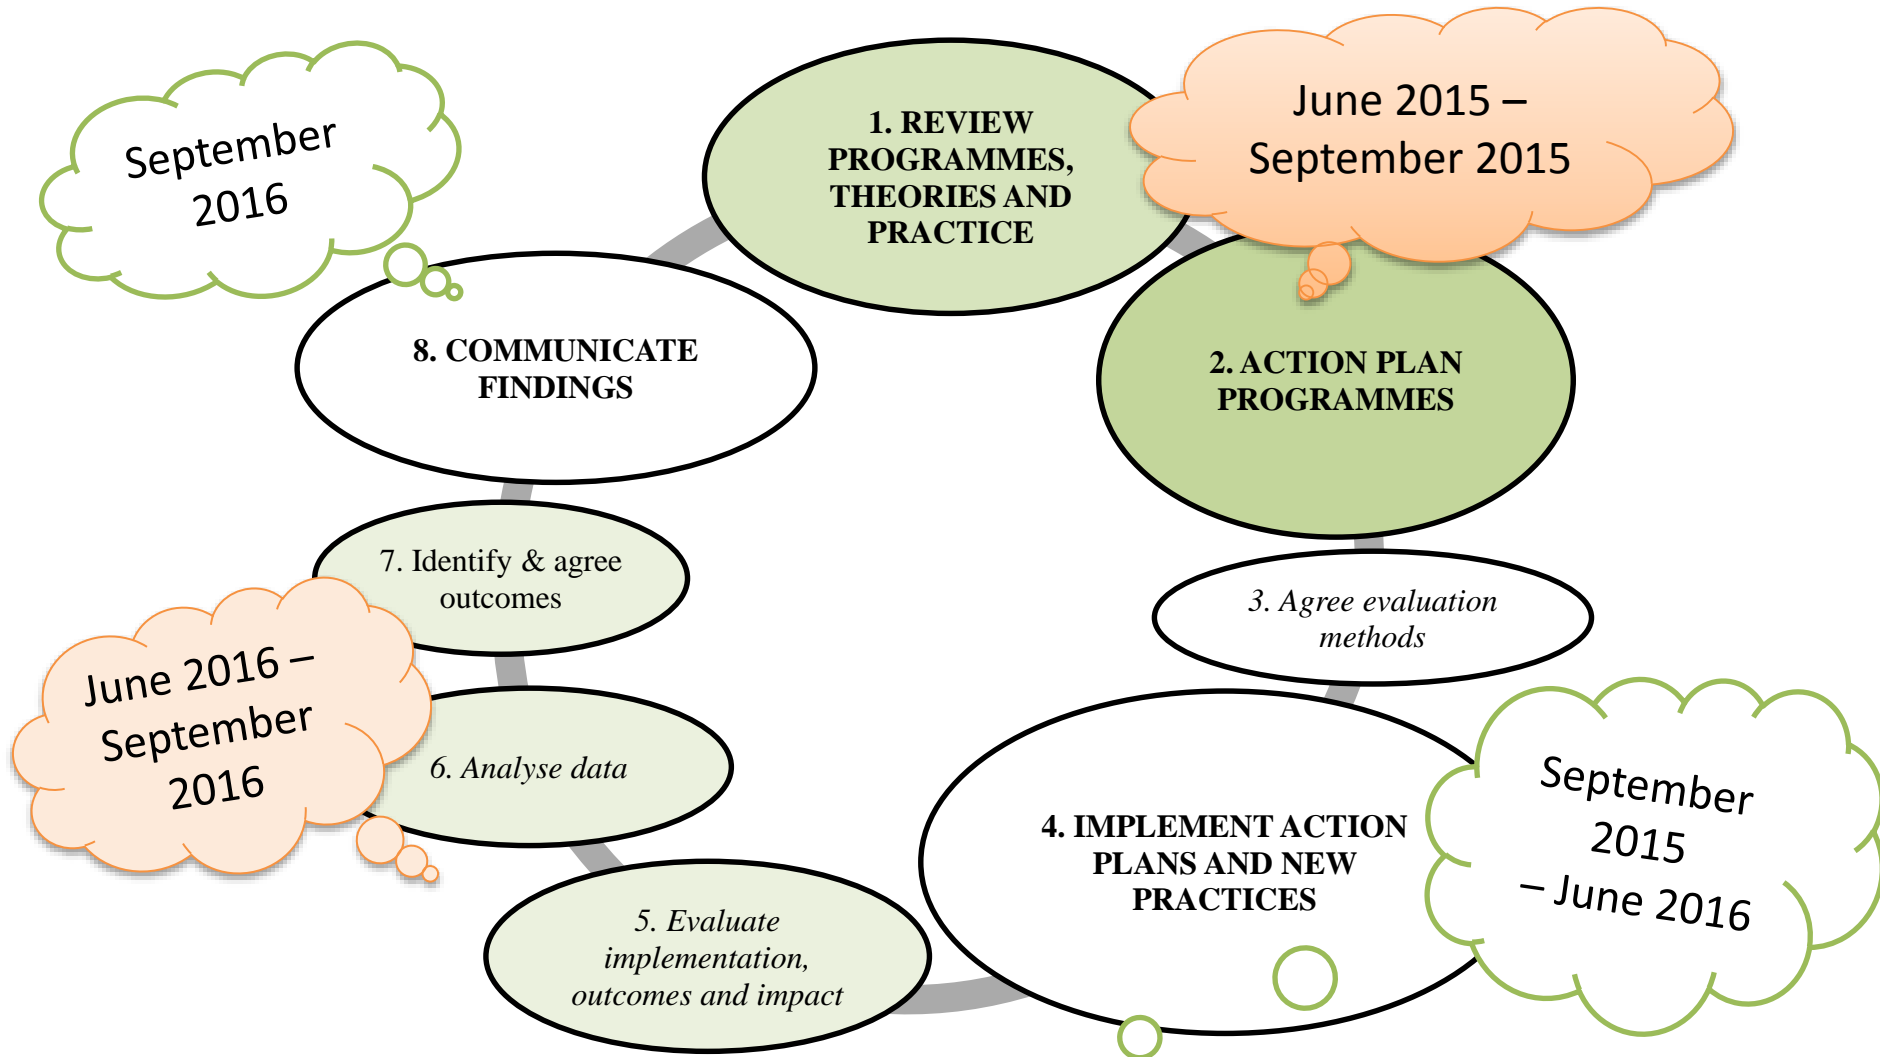 1. REVIEW
PROGRAMMES,
THEORIES AND
PRACTICE
June 2015 –
September 2015
2. ACTION PLAN
PROGRAMMES
3. Agree evaluation
methods
4. IMPLEMENT ACTION
PLANS AND NEW
PRACTICES
September
2015
– June 2016
5. Evaluate
implementation,
outcomes and impact
6. Analyse data
June 2016 –
September
2016
7. Identify & agree
outcomes
8. COMMUNICATE
FINDINGS
September
2016